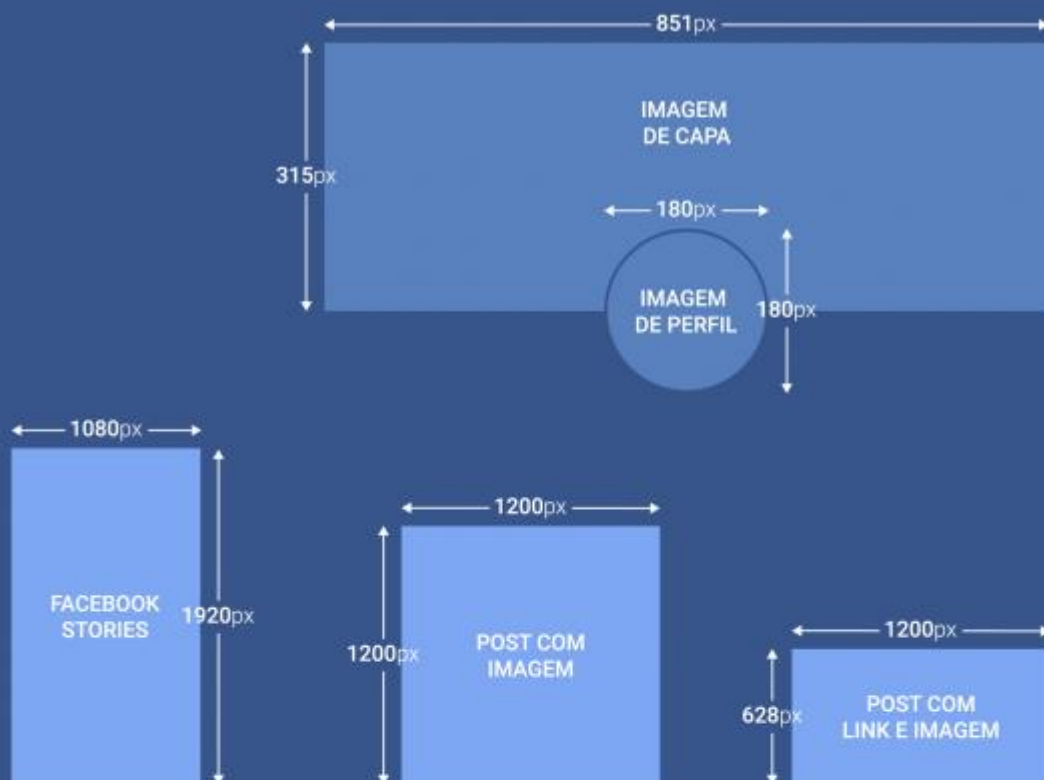 851px
IMAGEM
DE CAPA
315px
180px
IMAGEM
DE PERFIL
180px
1080px
FACEBOOK
STORIES
1920px
1200px
POST COM
IMAGEM
1200px
1200px
POST COM
LINK E IMAGEM
628px